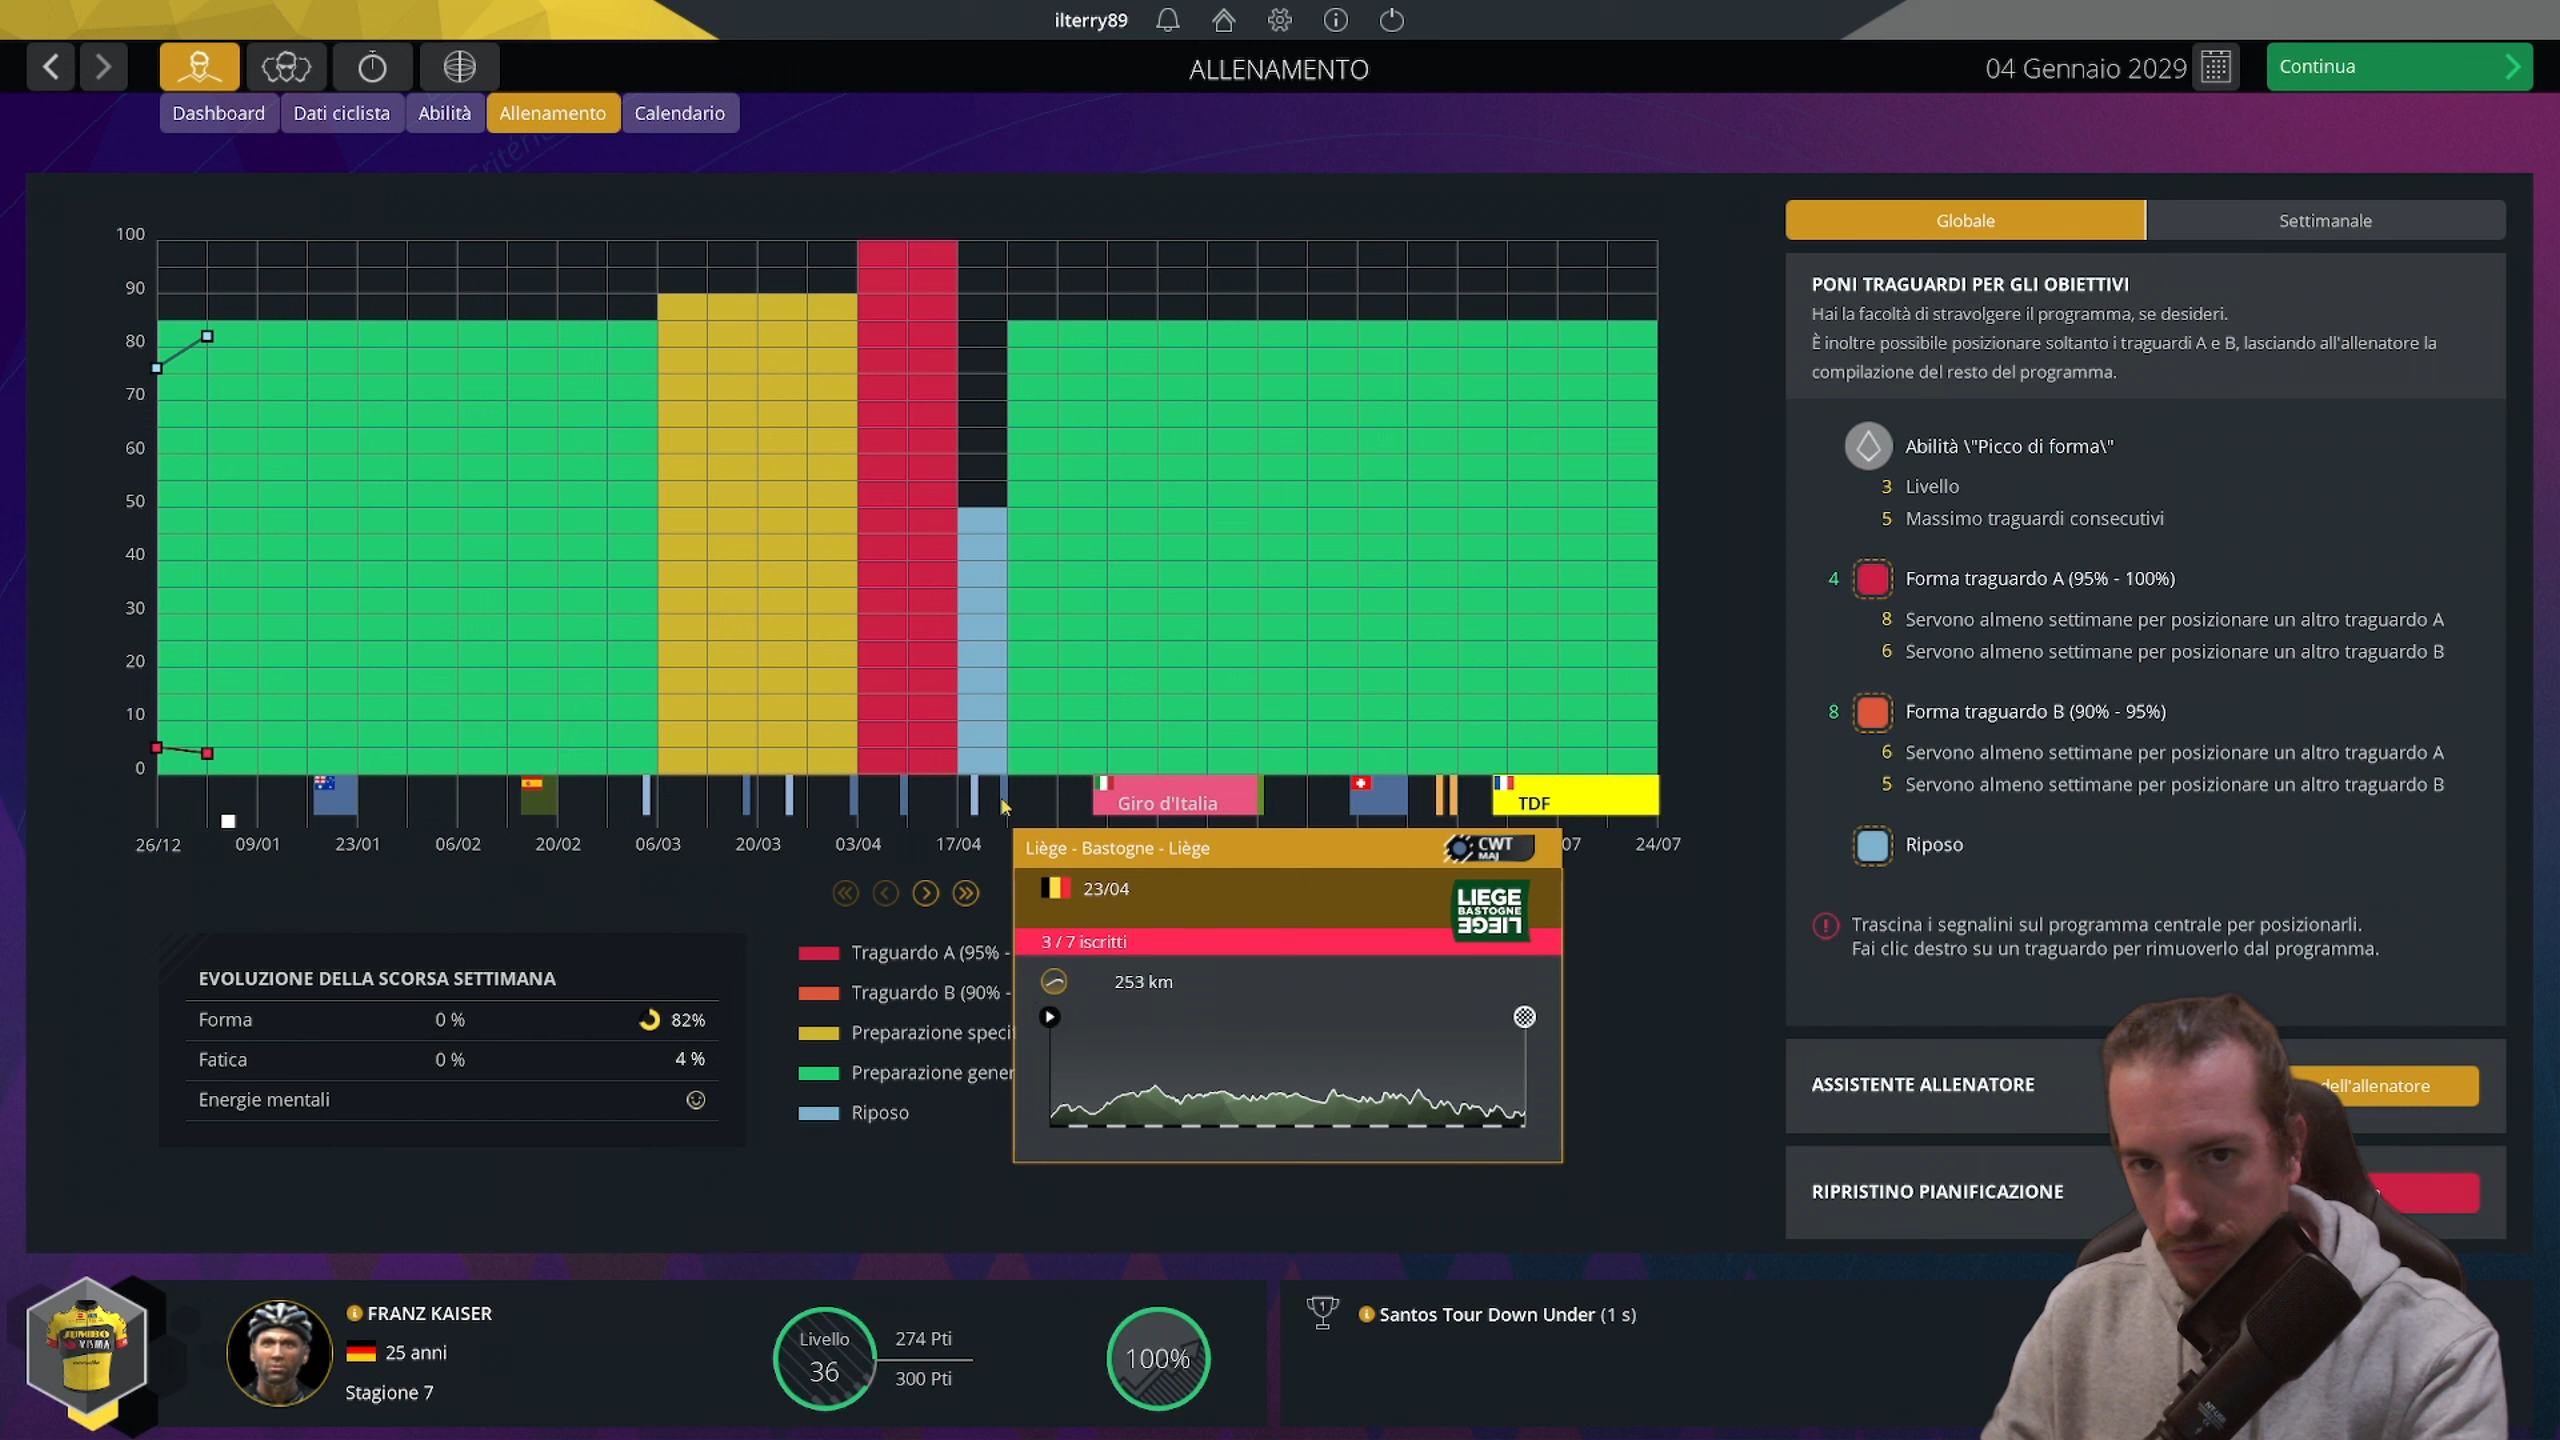 ilterry89
ALLENAMENTO
04 Gennaio 2029
Continua
Dashboard
Dati ciclista
Abilità
Allenamento
Calendario
100
90
80
70
60
50
40
30
20
10
0
Giro d'Italia
TDF
26/12
09/01
23/01
06/02
20/02
06/03
20/03
03/04
17/04
07
24/07
Liège - Bastogne - Liège
CWT
MAJ
23/04
LIEGE
BASTOGNE
LIEGE
3 / 7 iscritti
253 km
EVOLUZIONE DELLA SCORSA SETTIMANA
Forma 0 % 82%
Fatica 0 % 4 %
Energie mentali
Traguardo A (95% -
Traguardo B (90% -
Preparazione specif
Preparazione gener
Riposo
Globale
Settimanale
PONI TRAGUARDI PER GLI OBIETTIVI
Hai la facoltà di stravolgere il programma, se desideri.
È inoltre possibile posizionare soltanto i traguardi A e B, lasciando all'allenatore la
compilazione del resto del programma.
Abilità \"Picco di forma\"
3 Livello
5 Massimo traguardi consecutivi
4 Forma traguardo A (95% - 100%)
8 Servono almeno settimane per posizionare un altro traguardo A
6 Servono almeno settimane per posizionare un altro traguardo B
8 Forma traguardo B (90% - 95%)
6 Servono almeno settimane per posizionare un altro traguardo A
5 Servono almeno settimane per posizionare un altro traguardo B
Riposo
Trascina i segnalini sul programma centrale per posizionarli.
Fai clic destro su un traguardo per rimuoverlo dal programma.
ASSISTENTE ALLENATORE
dell'allenatore
RIPRISTINO PIANIFICAZIONE
JUMBO
VISMA
FRANZ KAISER
25 anni
Stagione 7
Livello
36
274 Pti
300 Pti
100%
1
Santos Tour Down Under (1 s)